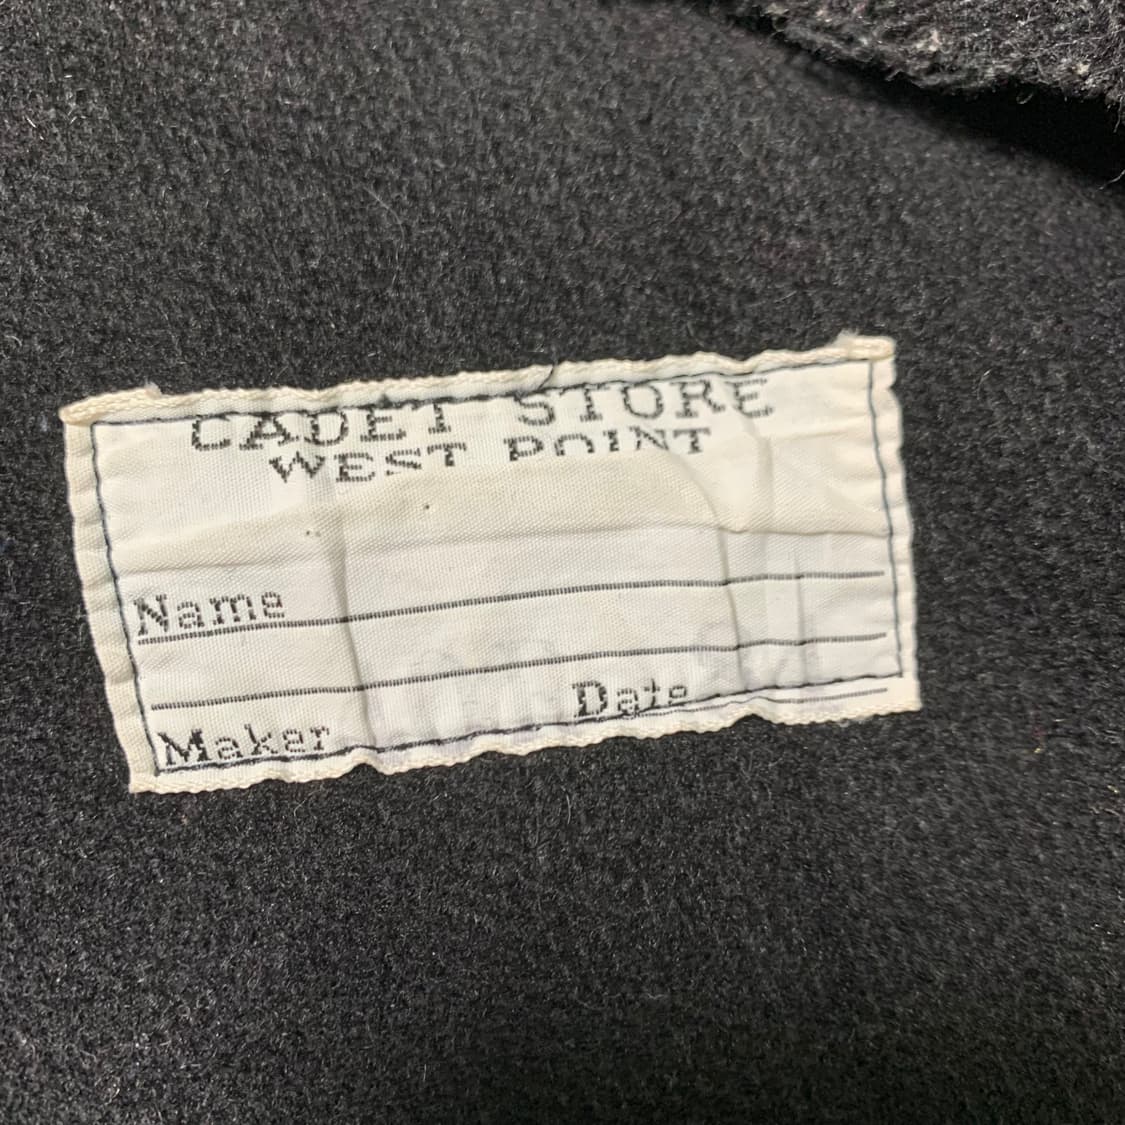 CADET STORE
WEST POINT
Name
Maker Date